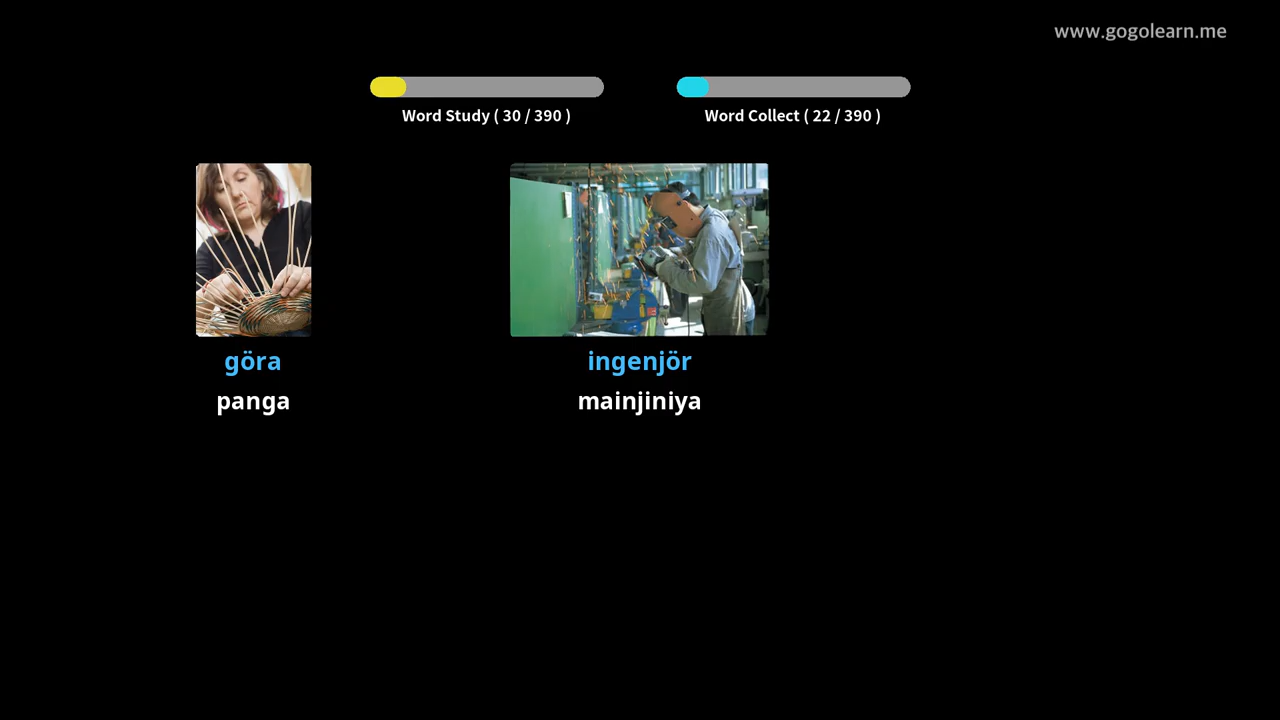 www.gogolearn.me
Word Study ( 30 / 390 )
Word Collect ( 22 / 390 )
göra
panga
ingenjör
mainjiniya